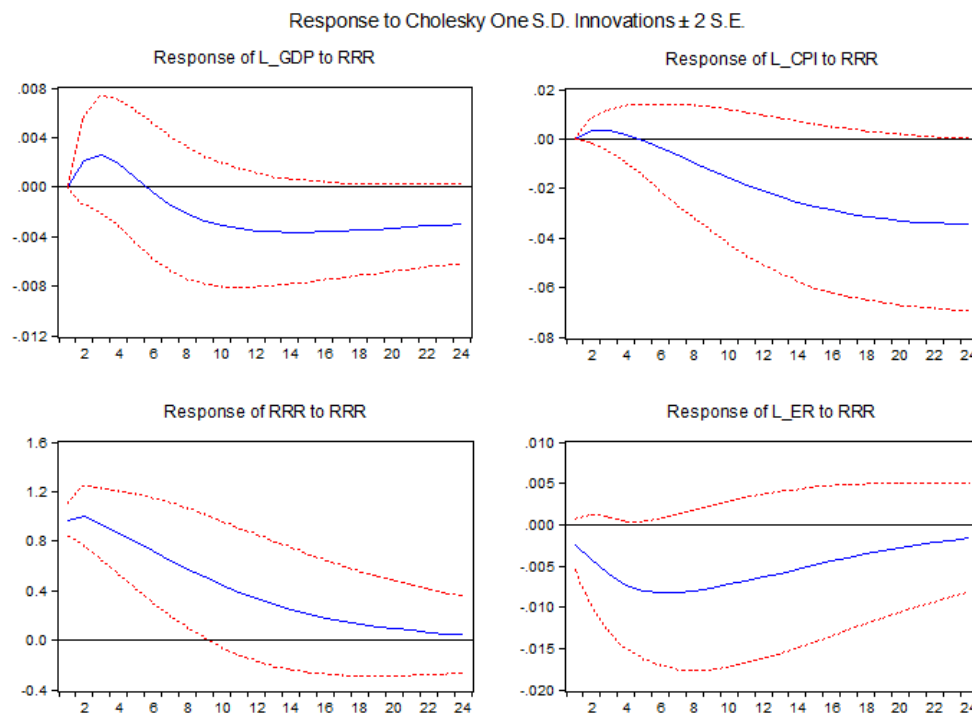 Response to Cholesky One S.D. Innovations ± 2 S.E.
Response of L_GDP to RRR
.008
.004
.000
-.004
-.008
-.012
2 4 6 8 10 12 14 16 18 20 22 24
Response of L_CPI to RRR
.02
.00
-.02
-.04
-.06
-.08
2 4 6 8 10 12 14 16 18 20 22 24
Response of RRR to RRR
1.6
1.2
0.8
0.4
0.0
-0.4
2 4 6 8 10 12 14 16 18 20 22 24
Response of L_ER to RRR
.010
.005
.000
-.005
-.010
-.015
-.020
2 4 6 8 10 12 14 16 18 20 22 24